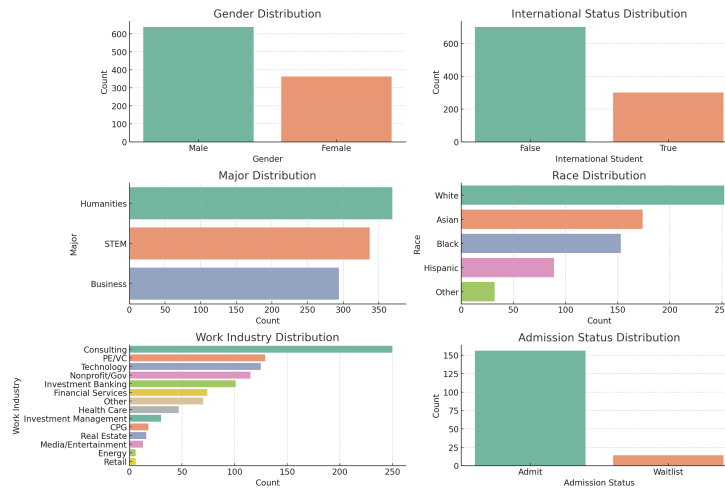 Gender Distribution
Count
600
500
400
300
200
100
0
Male
Female
Gender
International Status Distribution
Count
600
400
200
0
False
True
International Student
Major Distribution
Major
Humanities
STEM
Business
0 50 100 150 200 250 300 350
Count
Race Distribution
Race
White
Asian
Black
Hispanic
Other
0 50 100 150 200 250
Count
Work Industry Distribution
Work Industry
Consulting
PE/VC
Technology
Nonprofit/Gov
Investment Banking
Financial Services
Other
Health Care
Investment Management
CPG
Real Estate
Media/Entertainment
Energy
Retail
0 50 100 150 200 250
Count
Admission Status Distribution
Count
150
125
100
75
50
25
0
Admit
Waitlist
Admission Status